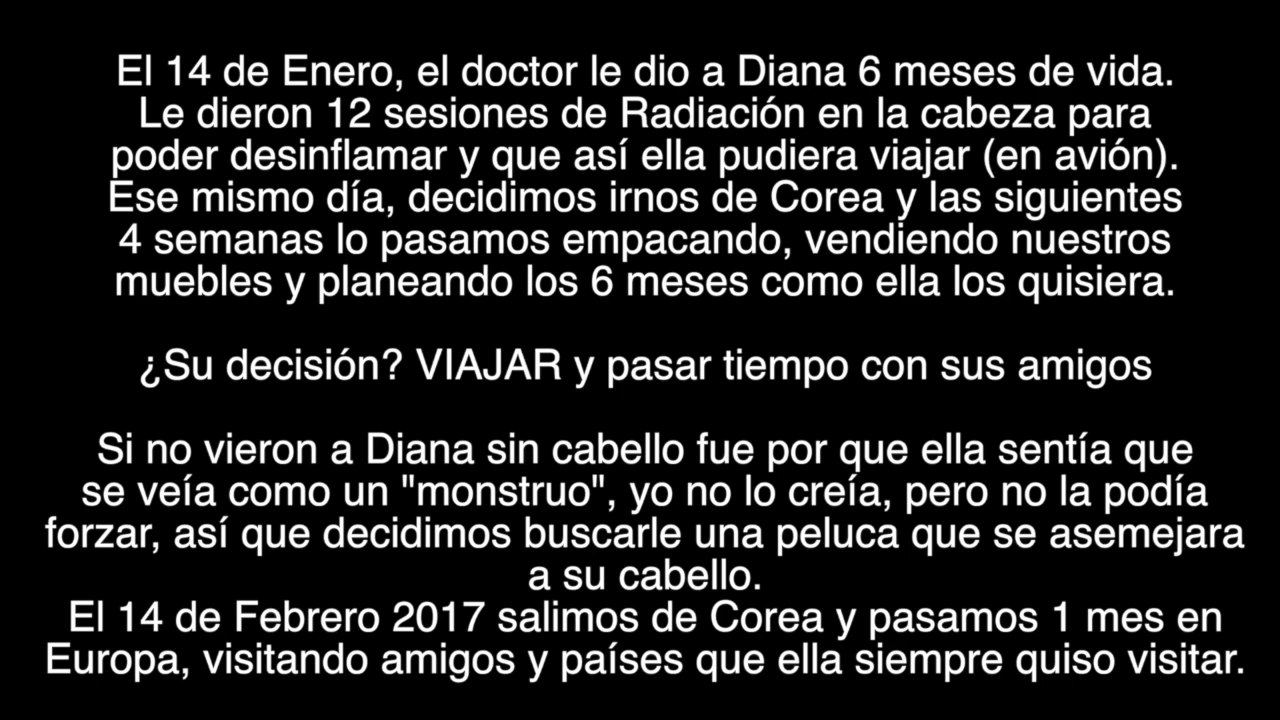 El 14 de Enero, el doctor le dio a Diana 6 meses de vida.
Le dieron 12 sesiones de Radiación en la cabeza para
poder desinflamar y que así ella pudiera viajar (en avión).
Ese mismo día, decidimos irnos de Corea y las siguientes
4 semanas lo pasamos empacando, vendiendo nuestros
muebles y planeando los 6 meses como ella los quisiera.
¿Su decisión? VIAJAR y pasar tiempo con sus amigos
Si no vieron a Diana sin cabello fue por que ella sentía que
se veía como un "monstruo", yo no lo creía, pero no la podía
forzar, así que decidimos buscarle una peluca que se asemejara
a su cabello.
El 14 de Febrero 2017 salimos de Corea y pasamos 1 mes en
Europa, visitando amigos y países que ella siempre quiso visitar.